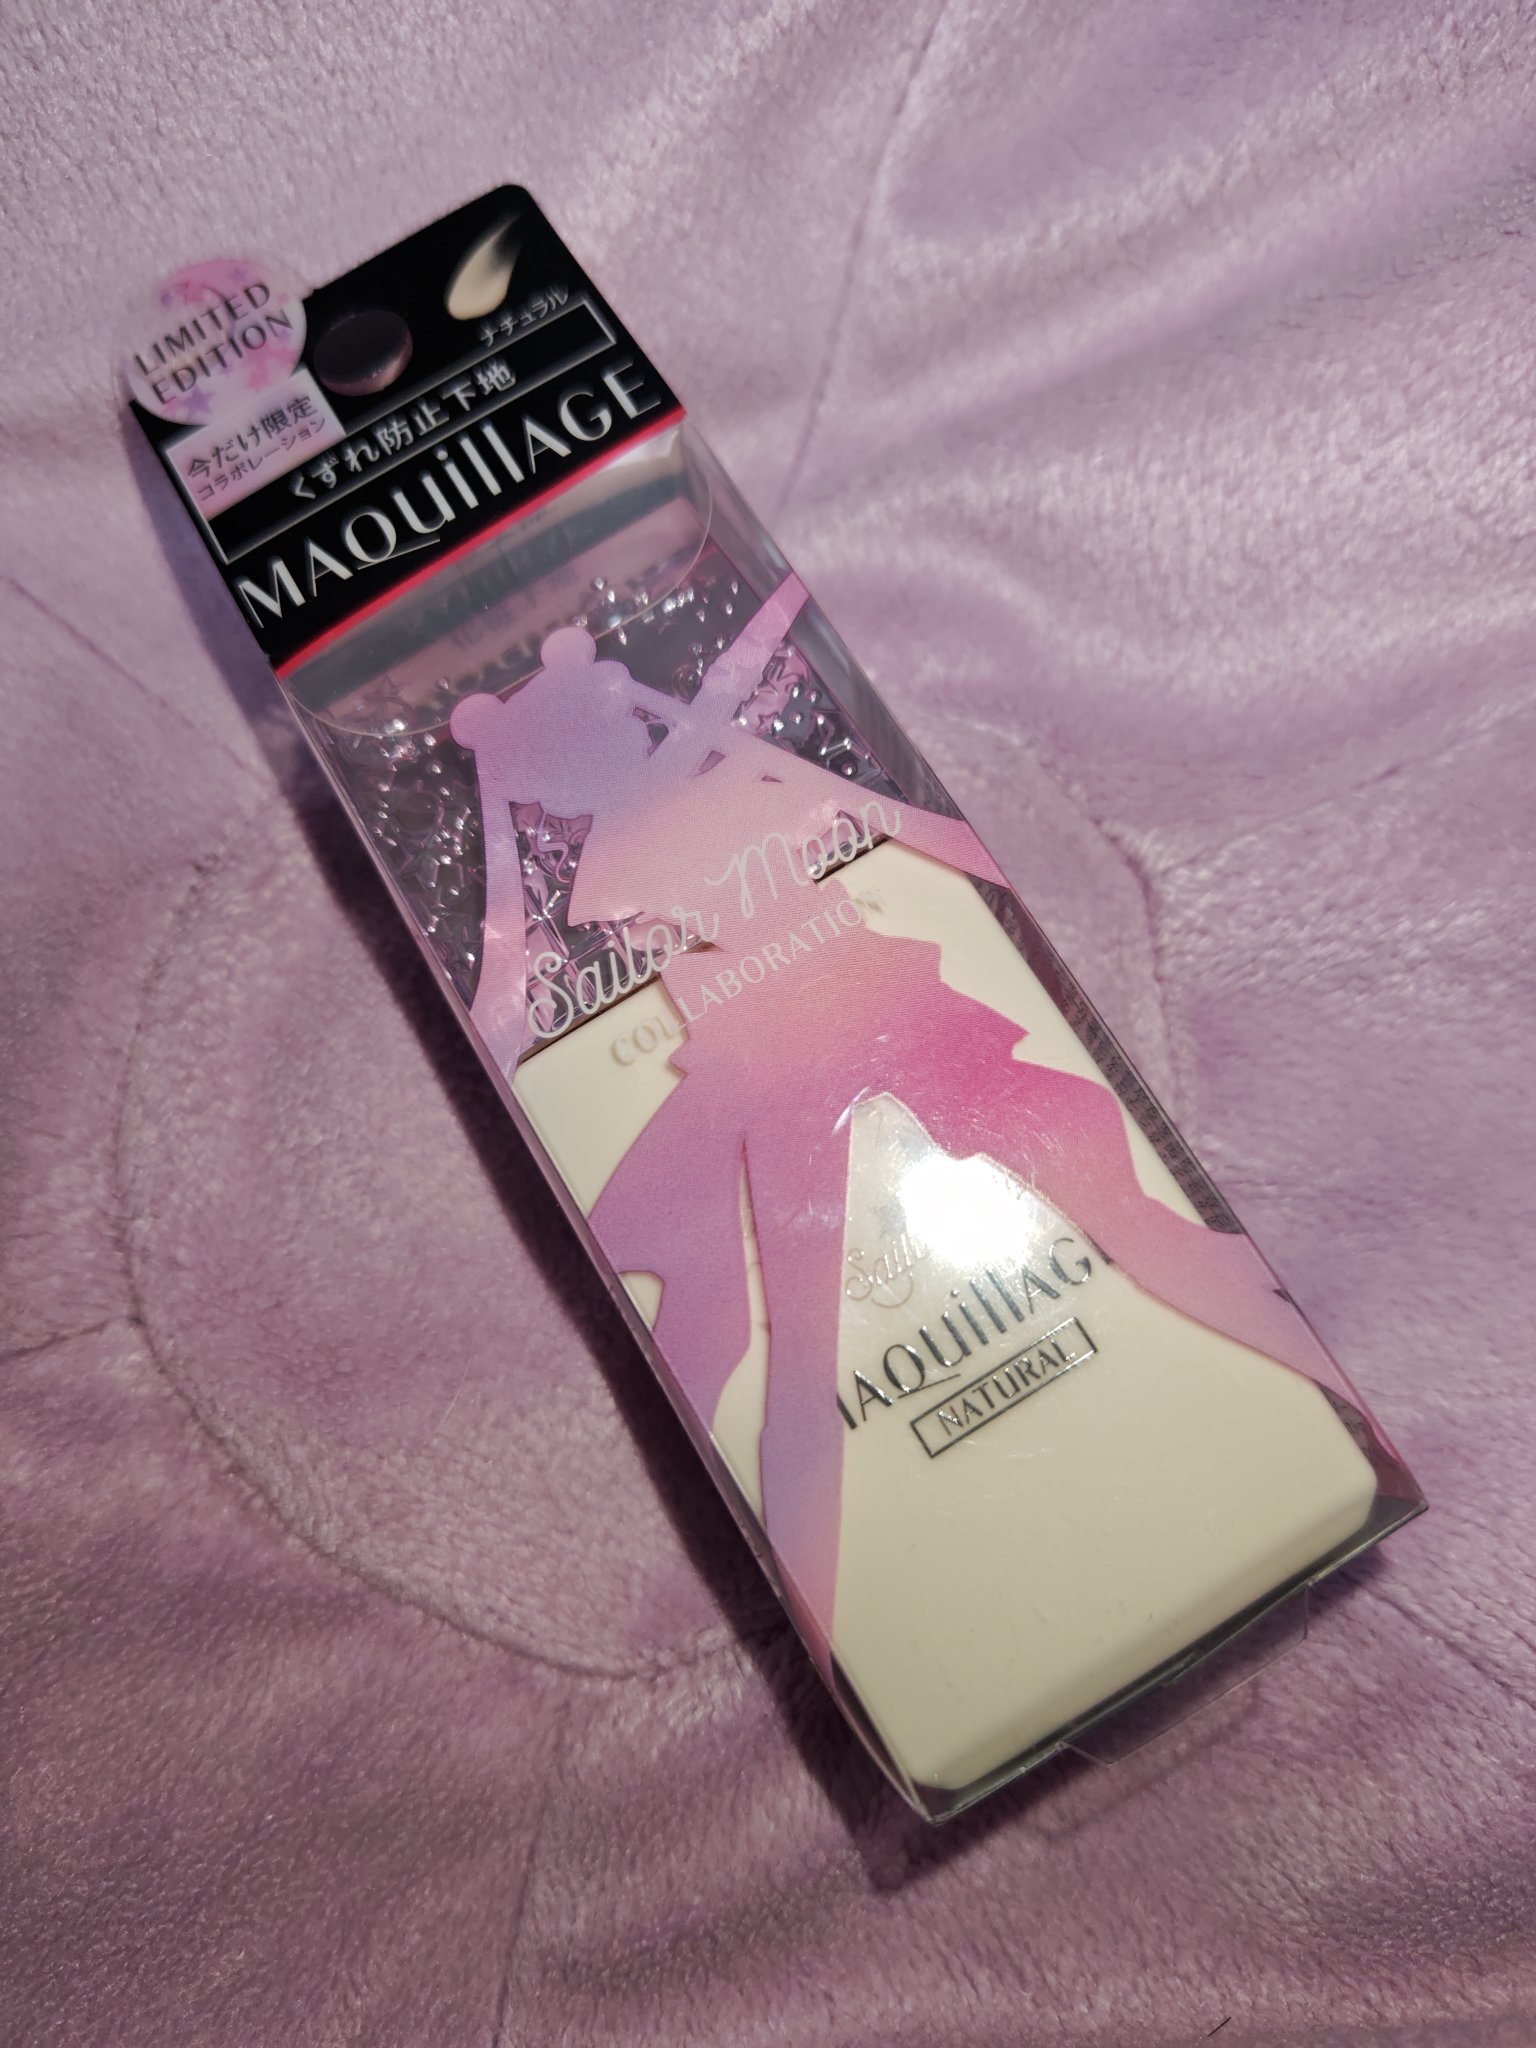 LIMITED
EDITION
今だけ限定
コラボレーション
ナチュラル
くずれ防止下地
MAQuillAGE
Sailor Moon
COLLABORATION
NATURAL